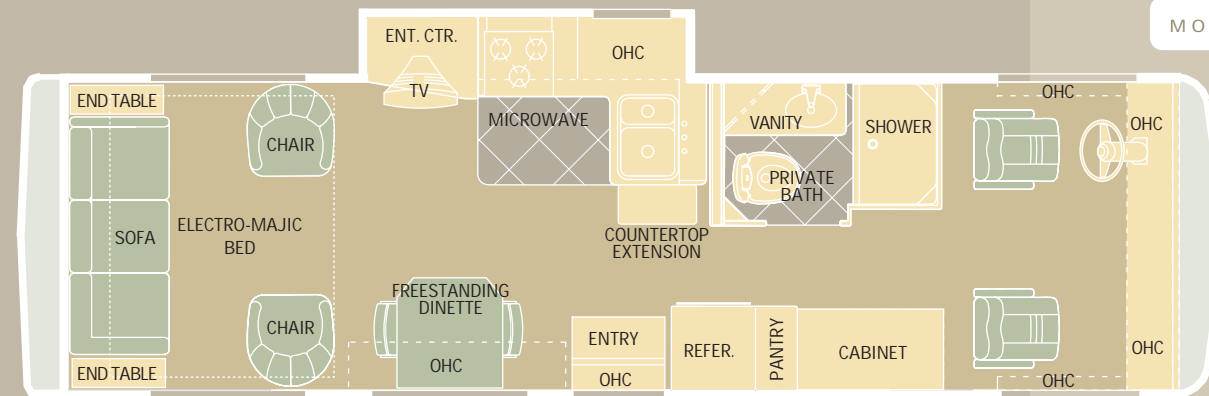 M O
ENT. CTR.
OHC
TV
END TABLE
OHC
MICROWAVE
VANITY
SHOWER
OHC
CHAIR
PRIVATE
BATH
SOFA
ELECTRO-MAJIC
BED
COUNTERTOP
EXTENSION
FREESTANDING
DINETTE
CHAIR
OHC
ENTRY
OHC
REFER.
PANTRY
CABINET
OHC
END TABLE
OHC